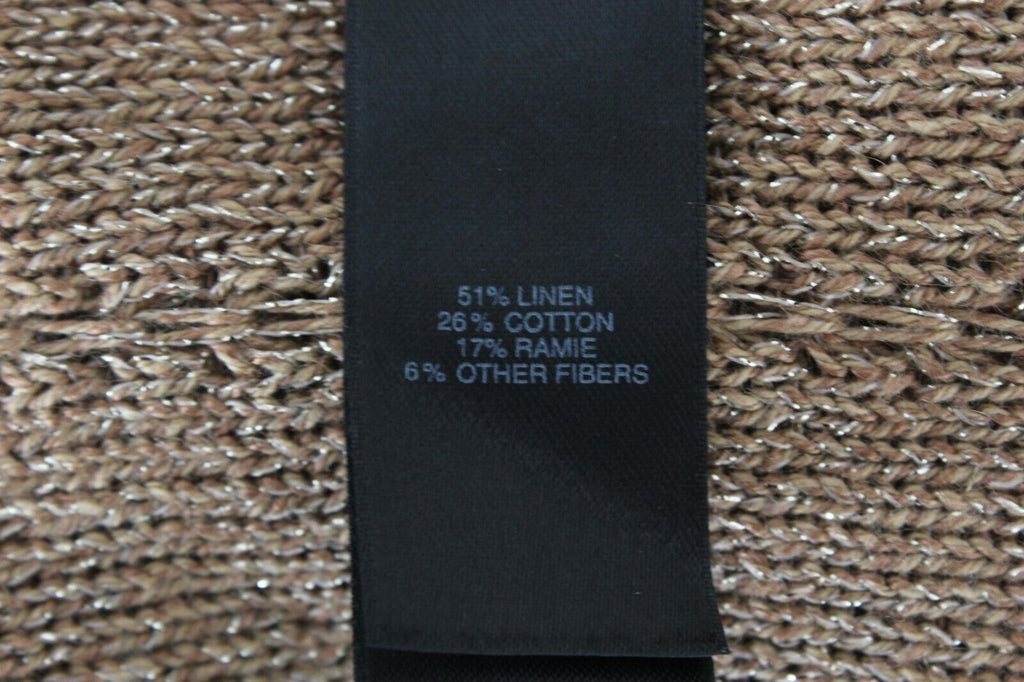 51% LINEN
26% COTTON
17% RAMIE
6% OTHER FIBERS